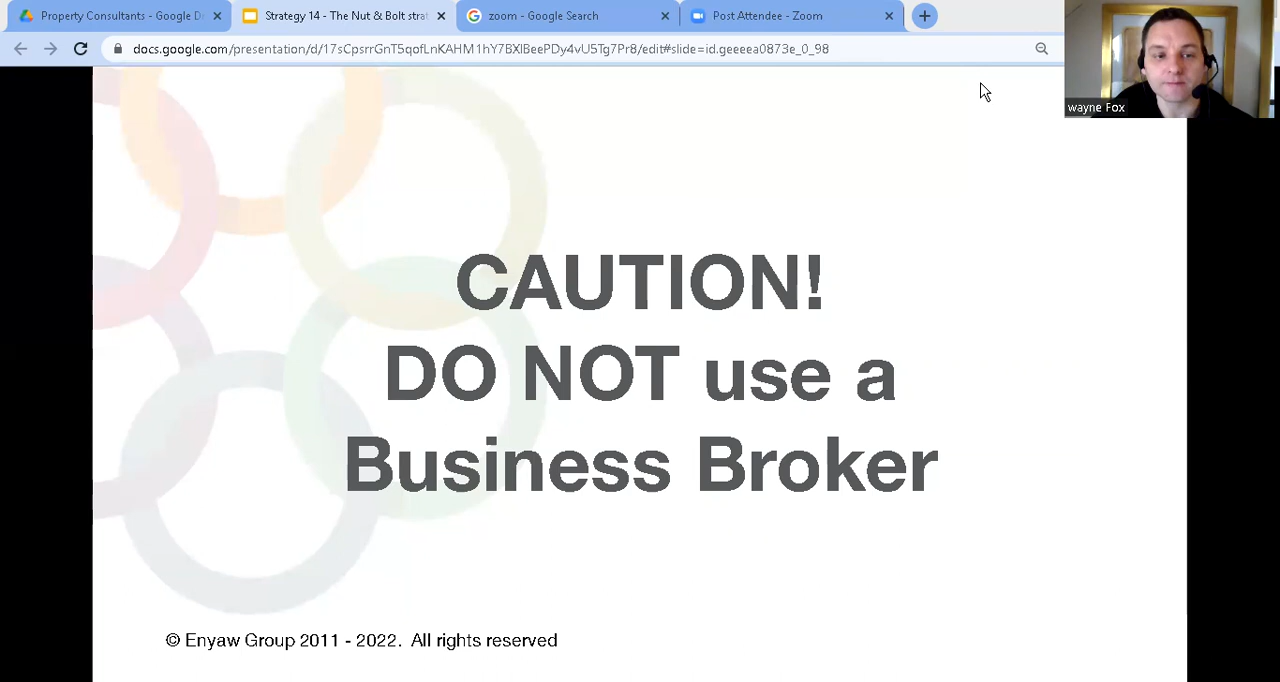 Property Consultants - Google D
Strategy 14 - The Nut & Bolt strat
zoom - Google Search
Post Attendee - Zoom
docs.google.com/presentation/d/17sCpsrrGnT5qofLnKAHM1hY7BXlBeePDy4vU5Tg7Pr8/edit#slide=id.geeeea0873e_0_98
wayne Fox
CAUTION!
DO NOT use a
Business Broker
© Enyaw Group 2011 - 2022. All rights reserved